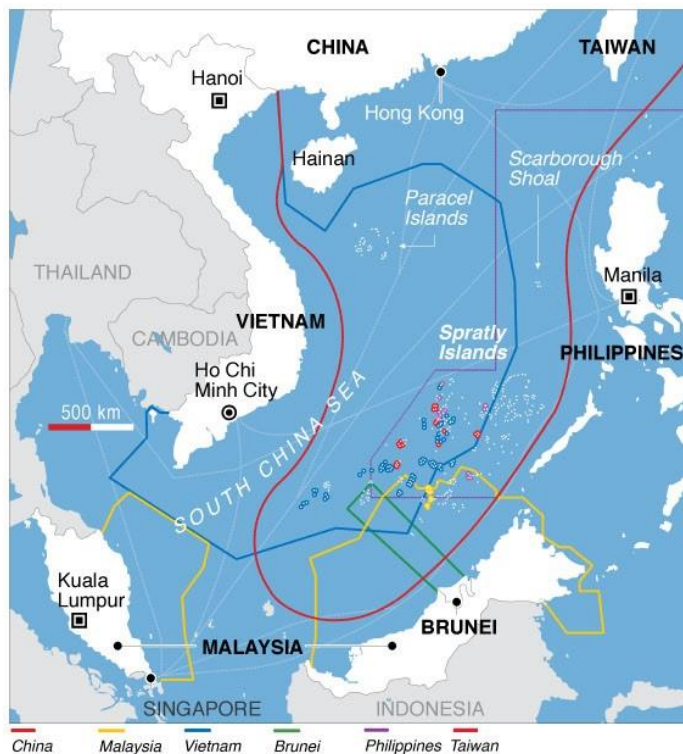 CHINA
TAIWAN
Hanoi
Hong Kong
Hainan
Scarborough
Shoal
Paracel
Islands
THAILAND
Manila
VIETNAM
CAMBODIA
Spratly
Islands
PHILIPPINES
Ho Chi
Minh City
500 km
SOUTH CHINA SEA
Kuala
Lumpur
BRUNEI
MALAYSIA
SINGAPORE
INDONESIA
China
Malaysia
Vietnam
Brunei
Philippines
Taiwan